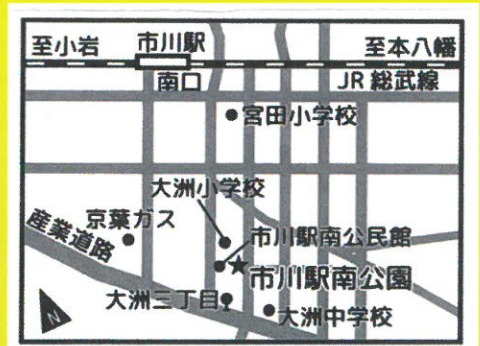 至小岩
市川駅
至本八幡
南口
JR 総武線
宮田小学校
大洲小学校
京葉ガス
産業道路
市川駅南公民館
市川駅南公園
大洲三丁目
大洲中学校
N